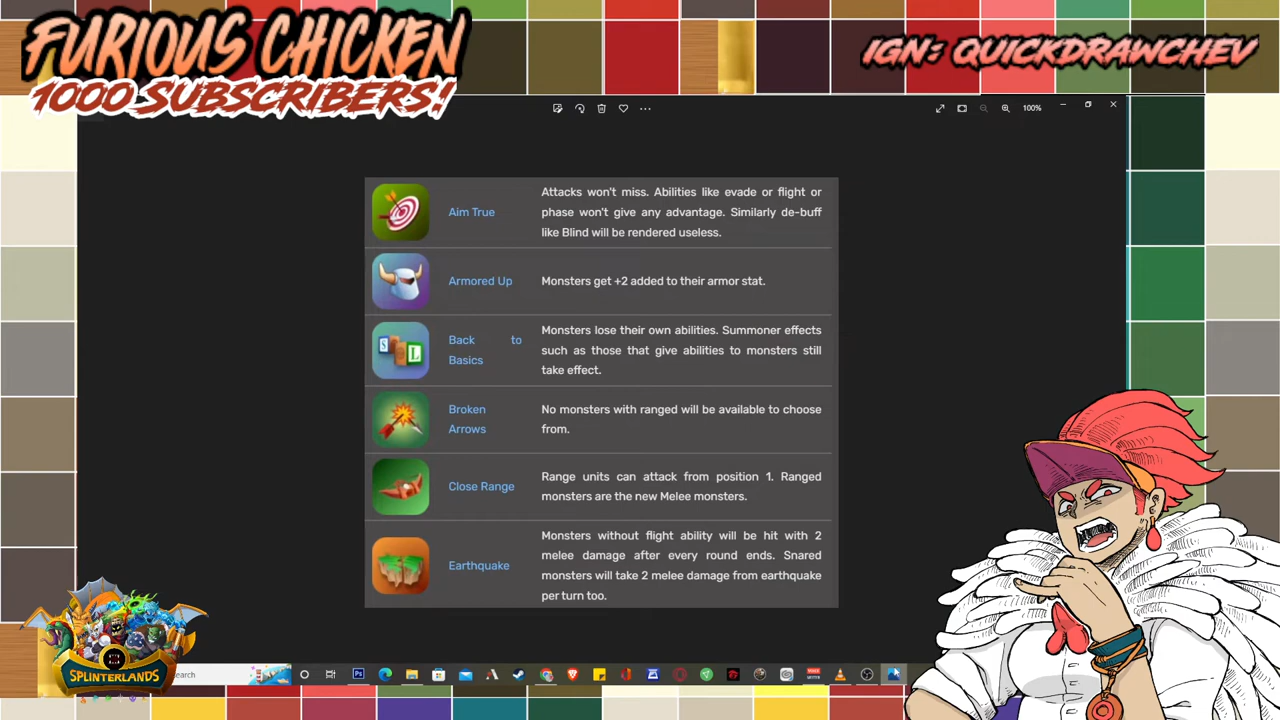 FURIOUS CHICKEN
1000 SUBSCRIBERS!
IGN: QUICKDRAWCHEV
100%
Aim True
Attacks won't miss. Abilities like evade or flight or
phase won't give any advantage. Similarly de-buff
like Blind will be rendered useless.
Armored Up
Monsters get +2 added to their armor stat.
Back to
Basics
Monsters lose their own abilities. Summoner effects
such as those that give abilities to monsters still
take effect.
Broken
Arrows
No monsters with ranged will be available to choose
from.
Close Range
Range units can attack from position 1. Ranged
monsters are the new Melee monsters.
Earthquake
Monsters without flight ability will be hit with 2
melee damage after every round ends. Snared
monsters will take 2 melee damage from earthquake
per turn too.
SPLINTERLANDS